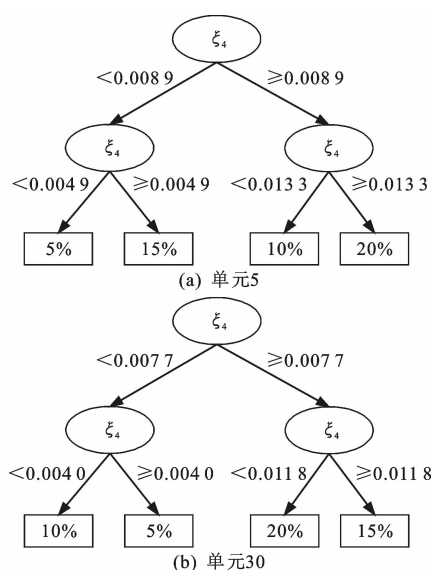 ξ₄
<0.008 9 ≥0.008 9
ξ₄ ξ₄
<0.004 9 ≥0.004 9 <0.013 3 ≥0.013 3
5% 15% 10% 20%
(a) 单元5
ξ₄
<0.007 7 ≥0.007 7
ξ₄ ξ₄
<0.004 0 ≥0.004 0 <0.011 8 ≥0.011 8
10% 5% 20% 15%
(b) 单元30